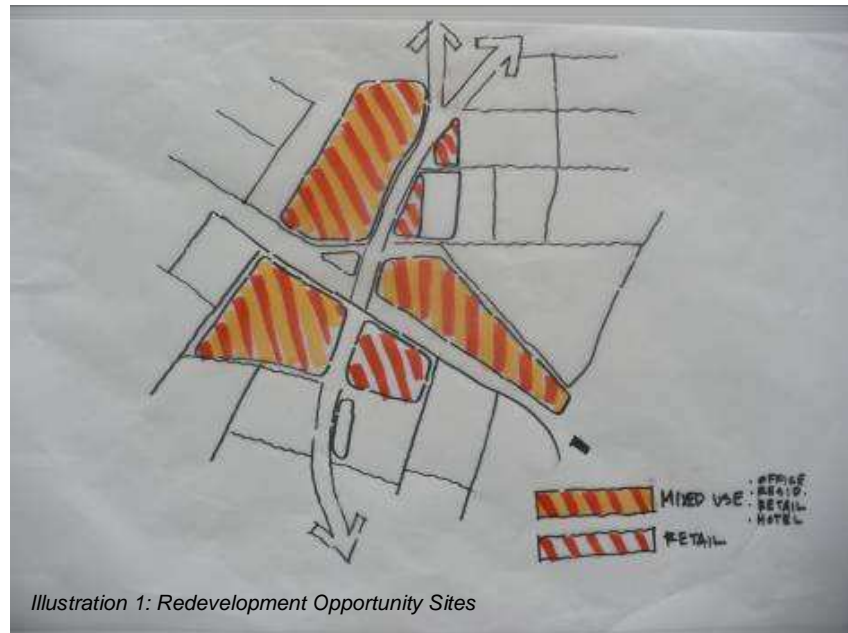 MIXED USE
· OFFICE
· RESID.
· RETAIL
· HOTEL
RETAIL
Illustration 1: Redevelopment Opportunity Sites